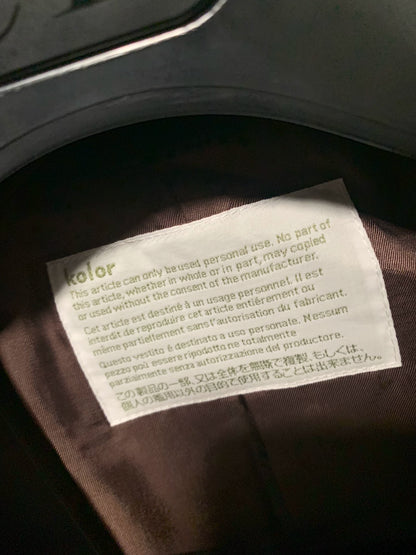 kolor
This article can only be used personal use. No part of
this article, whether in whole or in part, may copied
or used without the consent of the manufacturer.
Cet article est destiné à un usage personnel. Il est
interdit de reproduire cet article entièrement ou
même partiellement sans l'autorisation du fabricant.
Questo vestito è destinato a uso personale. Nessum
pezzo può essere ripodotto ne totalmente
parzialmente senza autorizzazione del productore.
この製品の一部、又は全体を無断で複製、もしくは、
個人の着用以外の目的で使用することは出来ません。